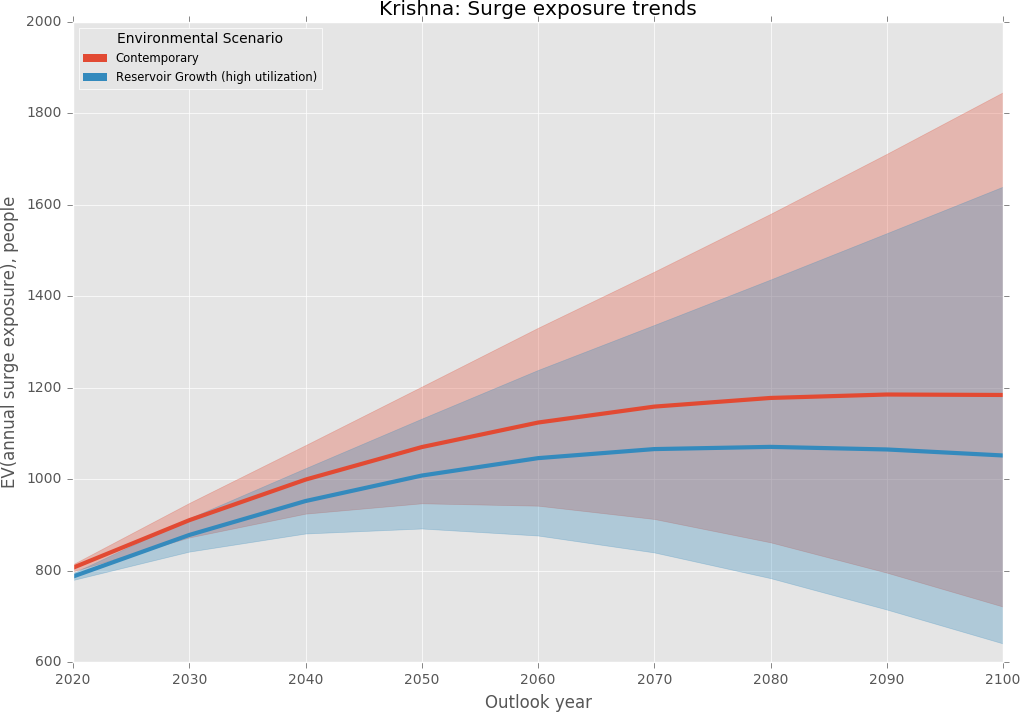 Krishna: Surge exposure trends
Environmental Scenario
Contemporary
Reservoir Growth (high utilization)
EV(annual surge exposure), people
2000
1800
1600
1400
1200
1000
800
600
2020 2030 2040 2050 2060 2070 2080 2090 2100
Outlook year